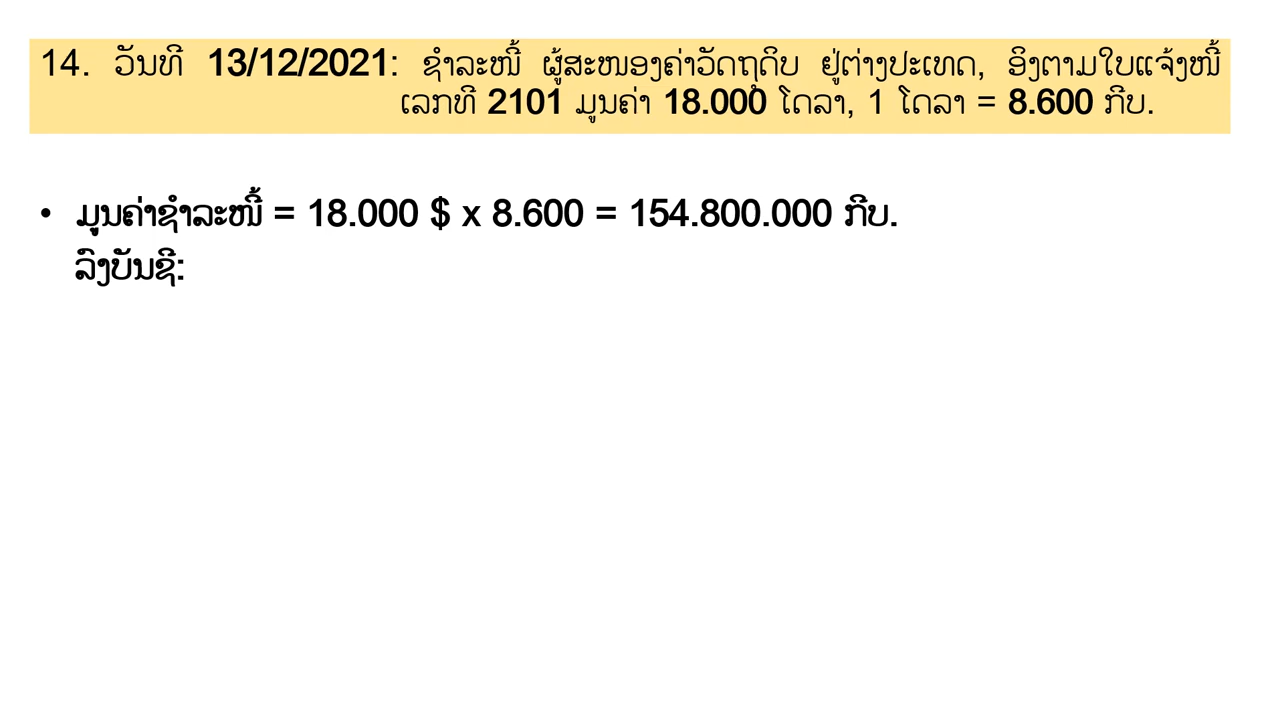 14. ວັນທີ 13/12/2021: ຊຳລະໜີ້ ຜູ້ສະໜອງຄ່າວັດຖຸດິບ ຢູ່ຕ່າງປະເທດ, ອີງຕາມໃບແຈ້ງໜີ້
ເລກທີ 2101 ມູນຄ່າ 18.000 ໂດລາ, 1 ໂດລາ = 8.600 ກີບ.
• ມູນຄ່າຊຳລະໜີ້ = 18.000 $ x 8.600 = 154.800.000 ກີບ.
ລົງບັນຊີ: